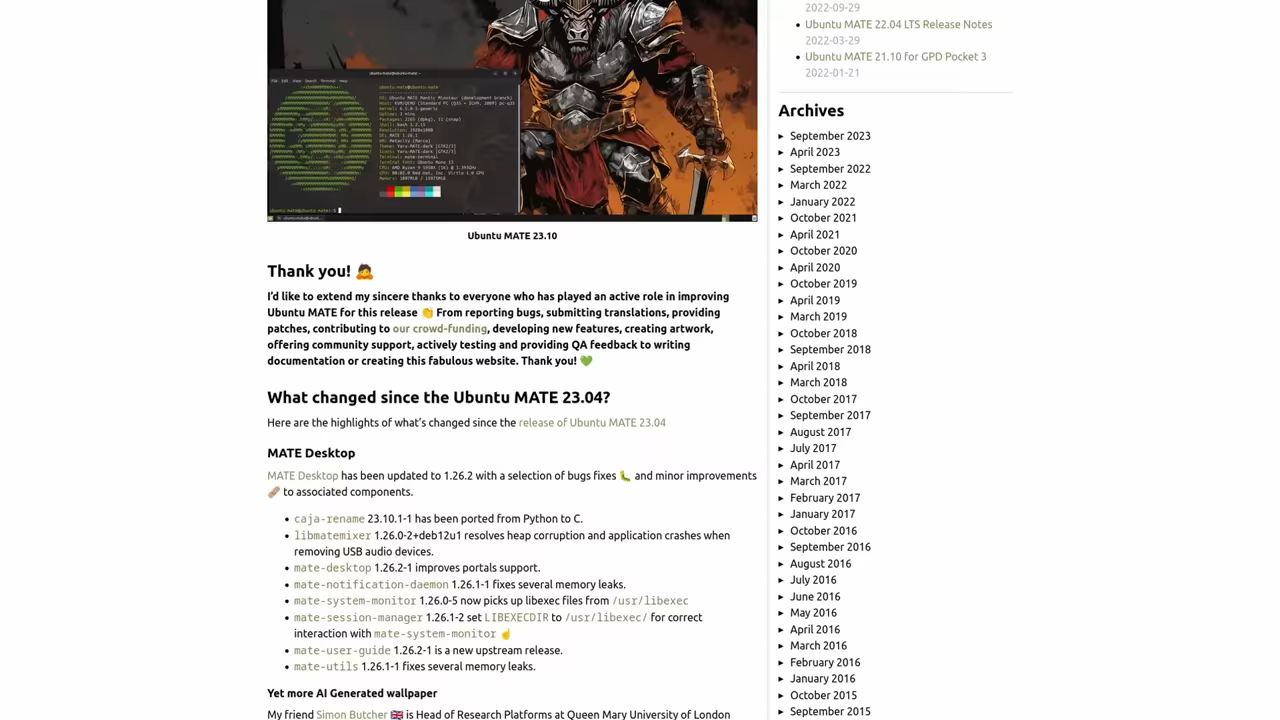 2022-09-29
Ubuntu MATE 22.04 LTS Release Notes
2022-03-29
Ubuntu MATE 21.10 for GPD Pocket 3
2022-01-21
Archives
► September 2023
► April 2023
► September 2022
► March 2022
► January 2022
► October 2021
► April 2021
► October 2020
► April 2020
► October 2019
► April 2019
► March 2019
► October 2018
► September 2018
► April 2018
► March 2018
► October 2017
► September 2017
► August 2017
► July 2017
► April 2017
► March 2017
► February 2017
► January 2017
► October 2016
► September 2016
► August 2016
► July 2016
► June 2016
► May 2016
► April 2016
► March 2016
► February 2016
► January 2016
► October 2015
► September 2015
Ubuntu MATE 23.10
Thank you! 🙇
I'd like to extend my sincere thanks to everyone who has played an active role in improving
Ubuntu MATE for this release 👏 From reporting bugs, submitting translations, providing
patches, contributing to our crowd-funding, developing new features, creating artwork,
offering community support, actively testing and providing QA feedback to writing
documentation or creating this fabulous website. Thank you! 💚
What changed since the Ubuntu MATE 23.04?
Here are the highlights of what's changed since the release of Ubuntu MATE 23.04
MATE Desktop
MATE Desktop has been updated to 1.26.2 with a selection of bugs fixes 🐛 and minor improvements
🩹 to associated components.
• caja-rename 23.10.1-1 has been ported from Python to C.
• libmatemixer 1.26.0-2+deb12u1 resolves heap corruption and application crashes when
removing USB audio devices.
• mate-desktop 1.26.2-1 improves portals support.
• mate-notification-daemon 1.26.1-1 fixes several memory leaks.
• mate-system-monitor 1.26.0-5 now picks up libexec files from /usr/libexec
• mate-session-manager 1.26.1-2 set LIBEXECDIR to /usr/libexec/ for correct
interaction with mate-system-monitor ☝
• mate-user-guide 1.26.2-1 is a new upstream release.
• mate-utils 1.26.1-1 fixes several memory leaks.
Yet more AI Generated wallpaper
My friend Simon Butcher 🇬🇧 is Head of Research Platforms at Queen Mary University of London